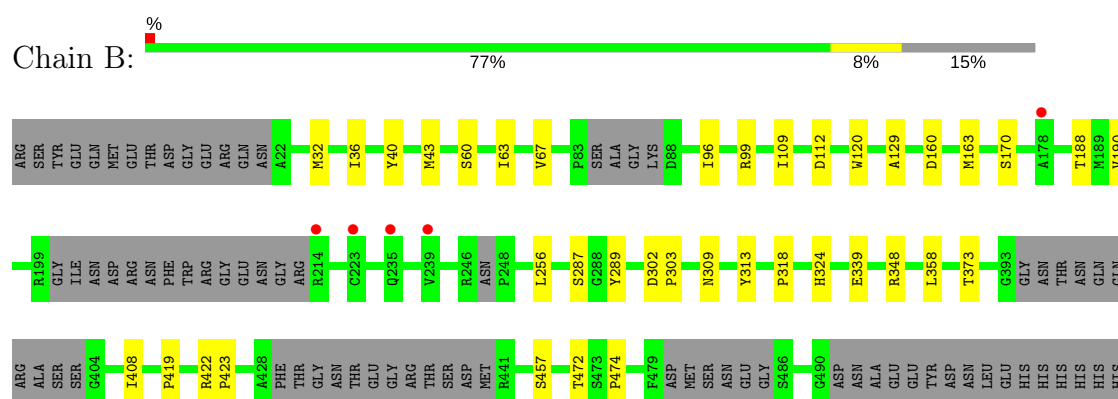 %
Chain B:
77% 8% 15%
ARG SER TYR GLU GLN MET GLU THR ASP GLY GLU ARG GLN ASN A22 M32 I36 Y40 M43 S60 I63 V67 P83 SER ALA GLY LYS D88 I96 R99 I109 D112 W120 A129 D160 M163 S170 A178 T188 M189 V190
R199 GLY ILE ASN ASP ARG ASN PHE TRP ARG GLY GLU ASN GLY ARG R214 C223 Q235 V239 R246 ASN P248 L256 S287 G288 Y289 D302 P303 N309 Y313 P318 H324 E339 R348 L358 T373 G393 GLY ASN THR ASN GLN GLN
ARG ALA SER SER G404 I408 P419 R422 P423 A428 PHE THR GLY ASN THR GLU GLY ARG THR SER ASP MET R441 S457 T472 S473 P474 F479 ASP MET SER ASN GLU GLY S486 G490 ASP ASN ALA GLU GLU TYR ASP ASN LEU GLU HIS HIS HIS HIS HIS HIS